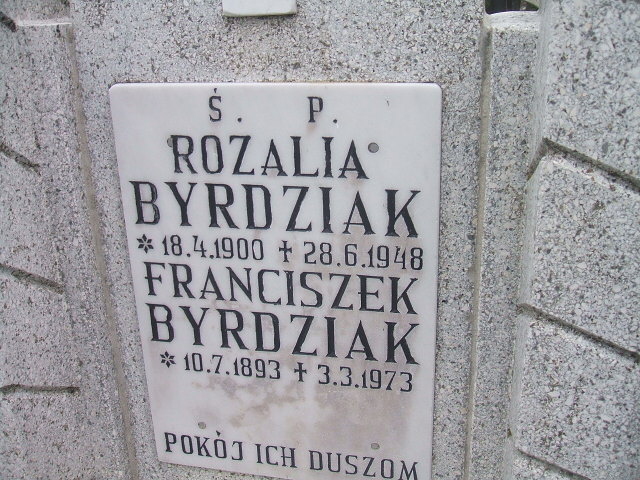 Ś. P.
ROZALIA
BYRDZIAK
* 18.4.1900 ✝ 28.6.1948
FRANCISZEK
BYRDZIAK
* 10.7.1893 ✝ 3.3.1973
POKÓJ ICH DUSZOM